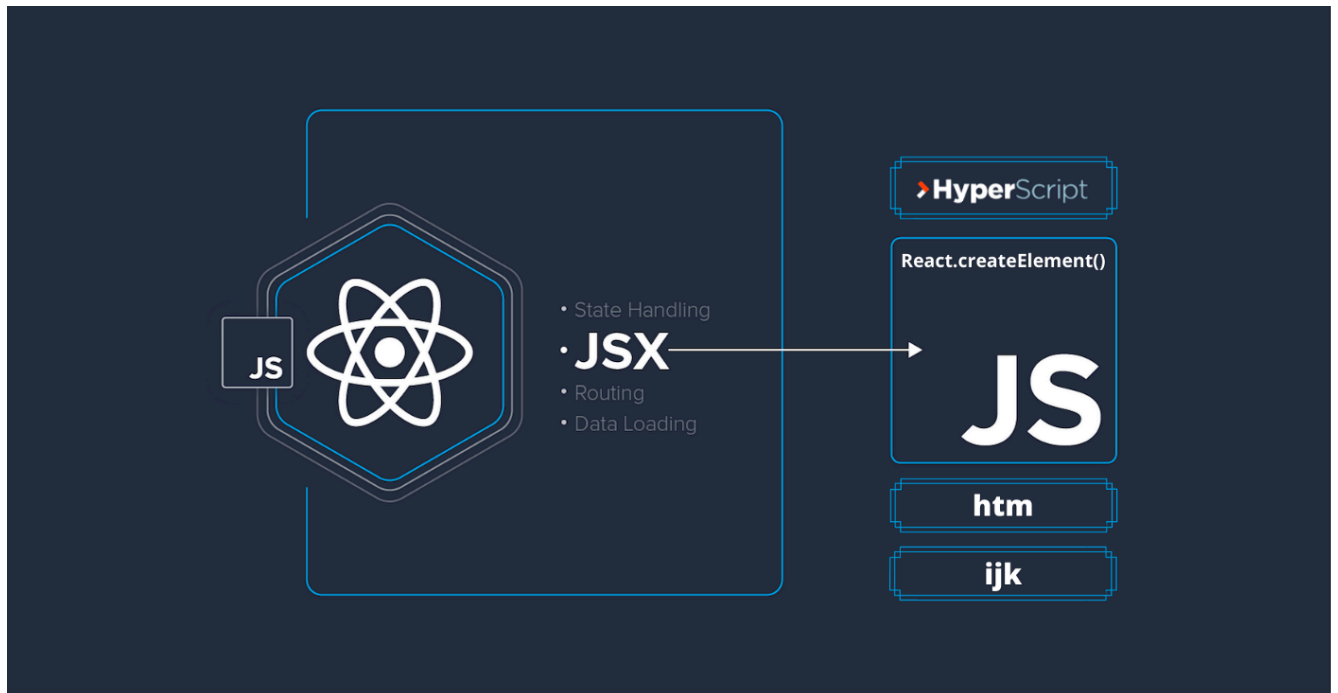 JS
• State Handling
• JSX
• Routing
• Data Loading
HyperScript
React.createElement()
JS
htm
ijk